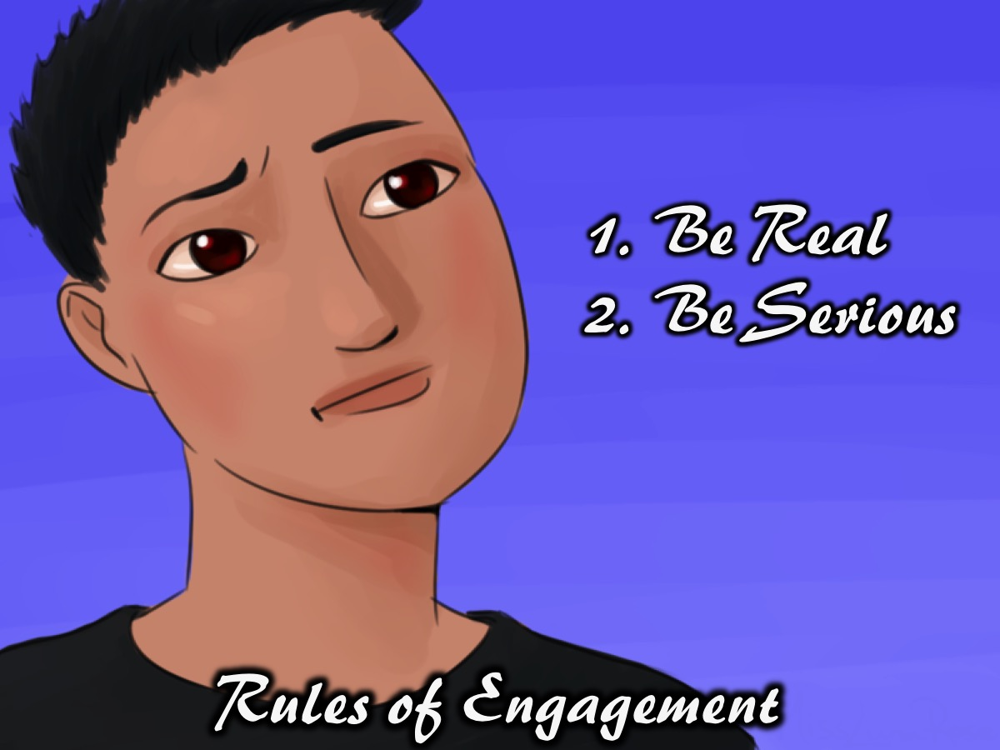 1. Be Real
2. Be Serious
Rules of Engagement